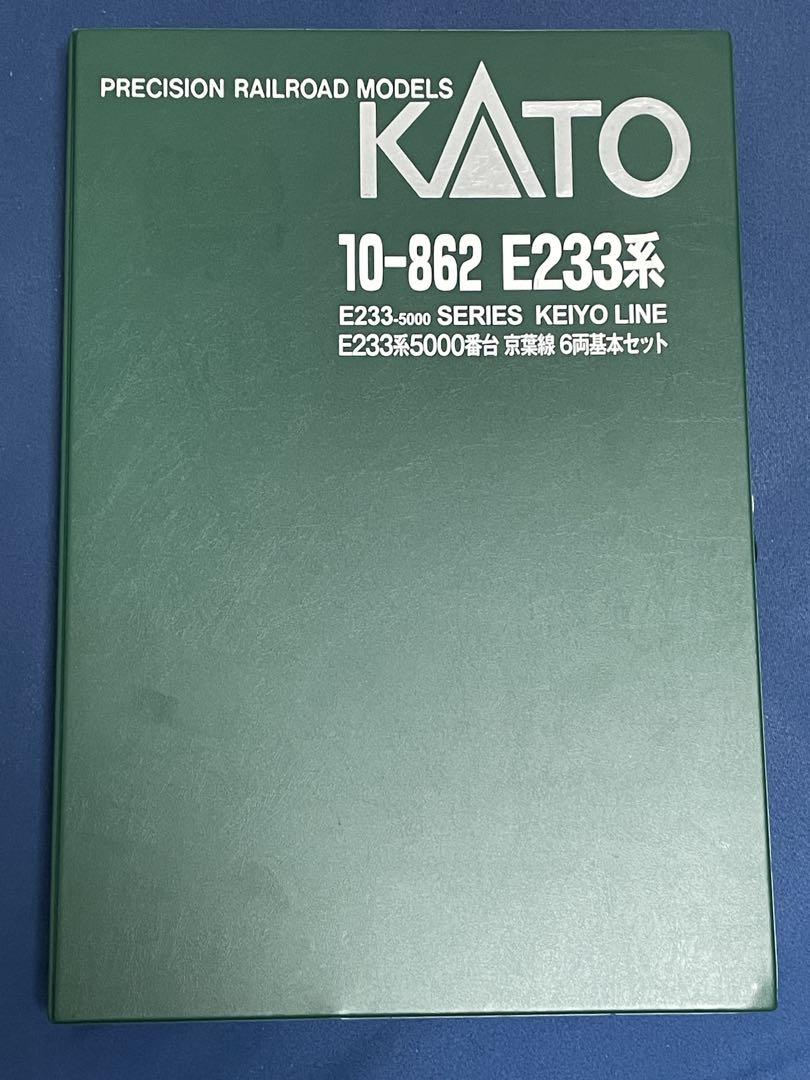 PRECISION RAILROAD MODELS
KATO
10-862 E233系
E233-5000 SERIES KEIYO LINE
E233系5000番台 京葉線 6両基本セット